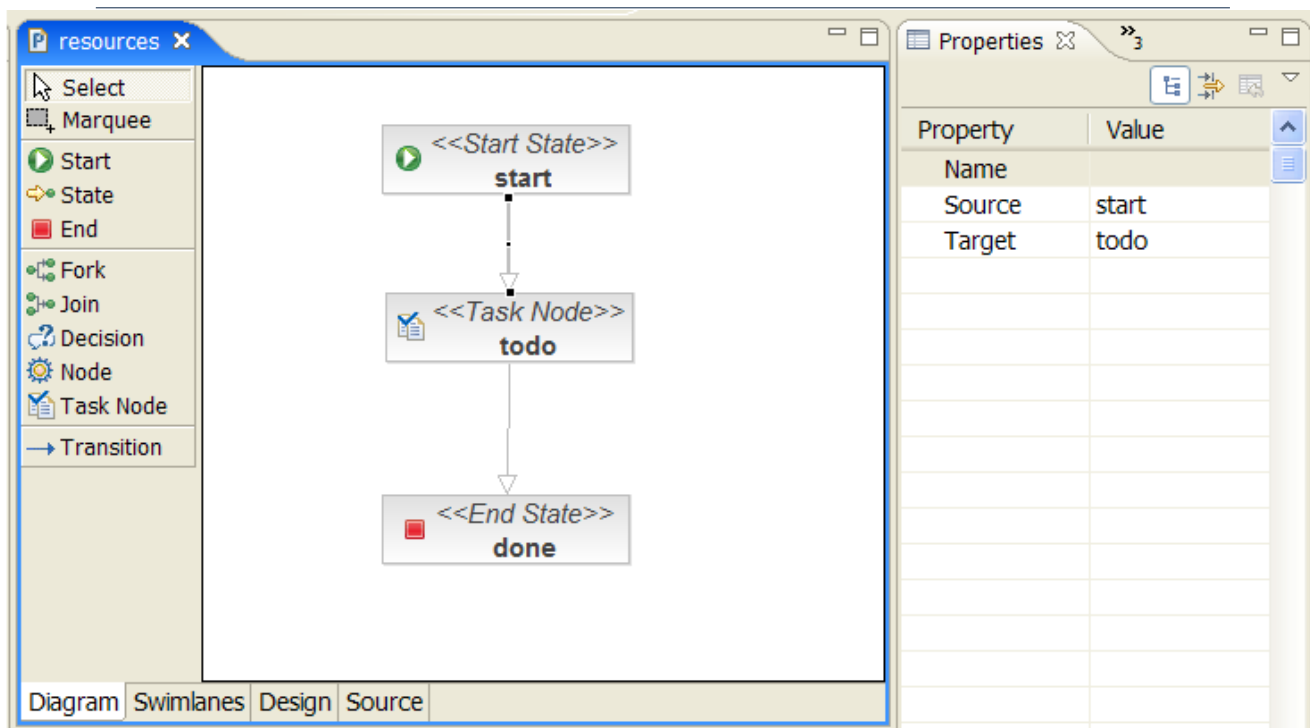 resources
Select
Marquee
Start
State
End
Fork
Join
Decision
Node
Task Node
Transition
<<Start State>>
start
<<Task Node>>
todo
<<End State>>
done
Diagram Swimlanes Design Source
Properties »3
Property Value
Name
Source start
Target todo